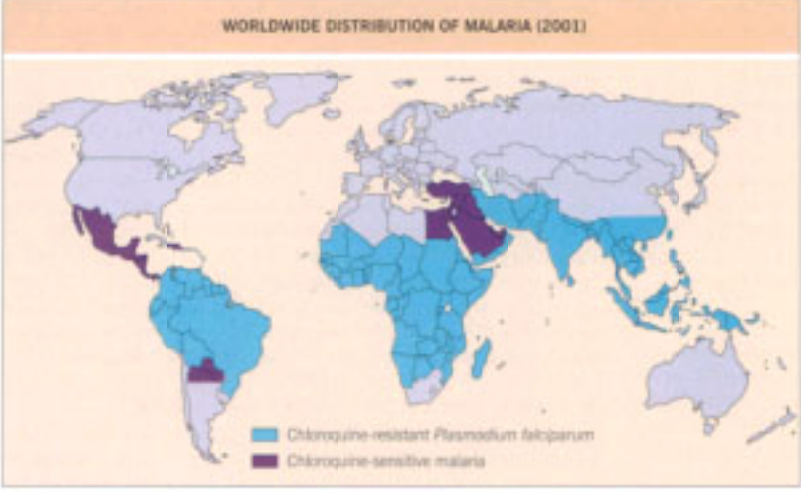 WORLDWIDE DISTRIBUTION OF MALARIA (2001)
Chloroquine-resistant Plasmodium falciparum
Chloroquine-sensitive malaria